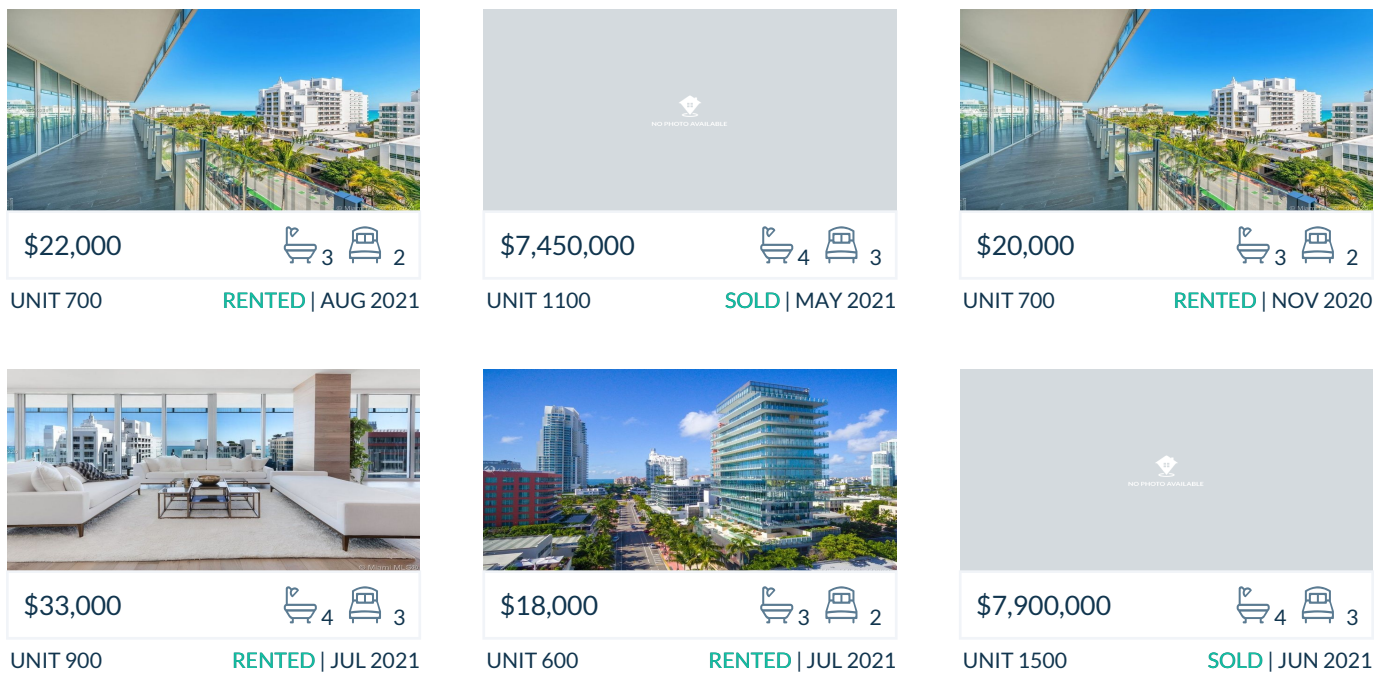 NO PHOTO AVAILABLE
$22,000 3 2
$7,450,000 4 3
$20,000 3 2
UNIT 700 RENTED | AUG 2021
UNIT 1100 SOLD | MAY 2021
UNIT 700 RENTED | NOV 2020
NO PHOTO AVAILABLE
© Miami MLS
$33,000 4 3
$18,000 3 2
$7,900,000 4 3
UNIT 900 RENTED | JUL 2021
UNIT 600 RENTED | JUL 2021
UNIT 1500 SOLD | JUN 2021